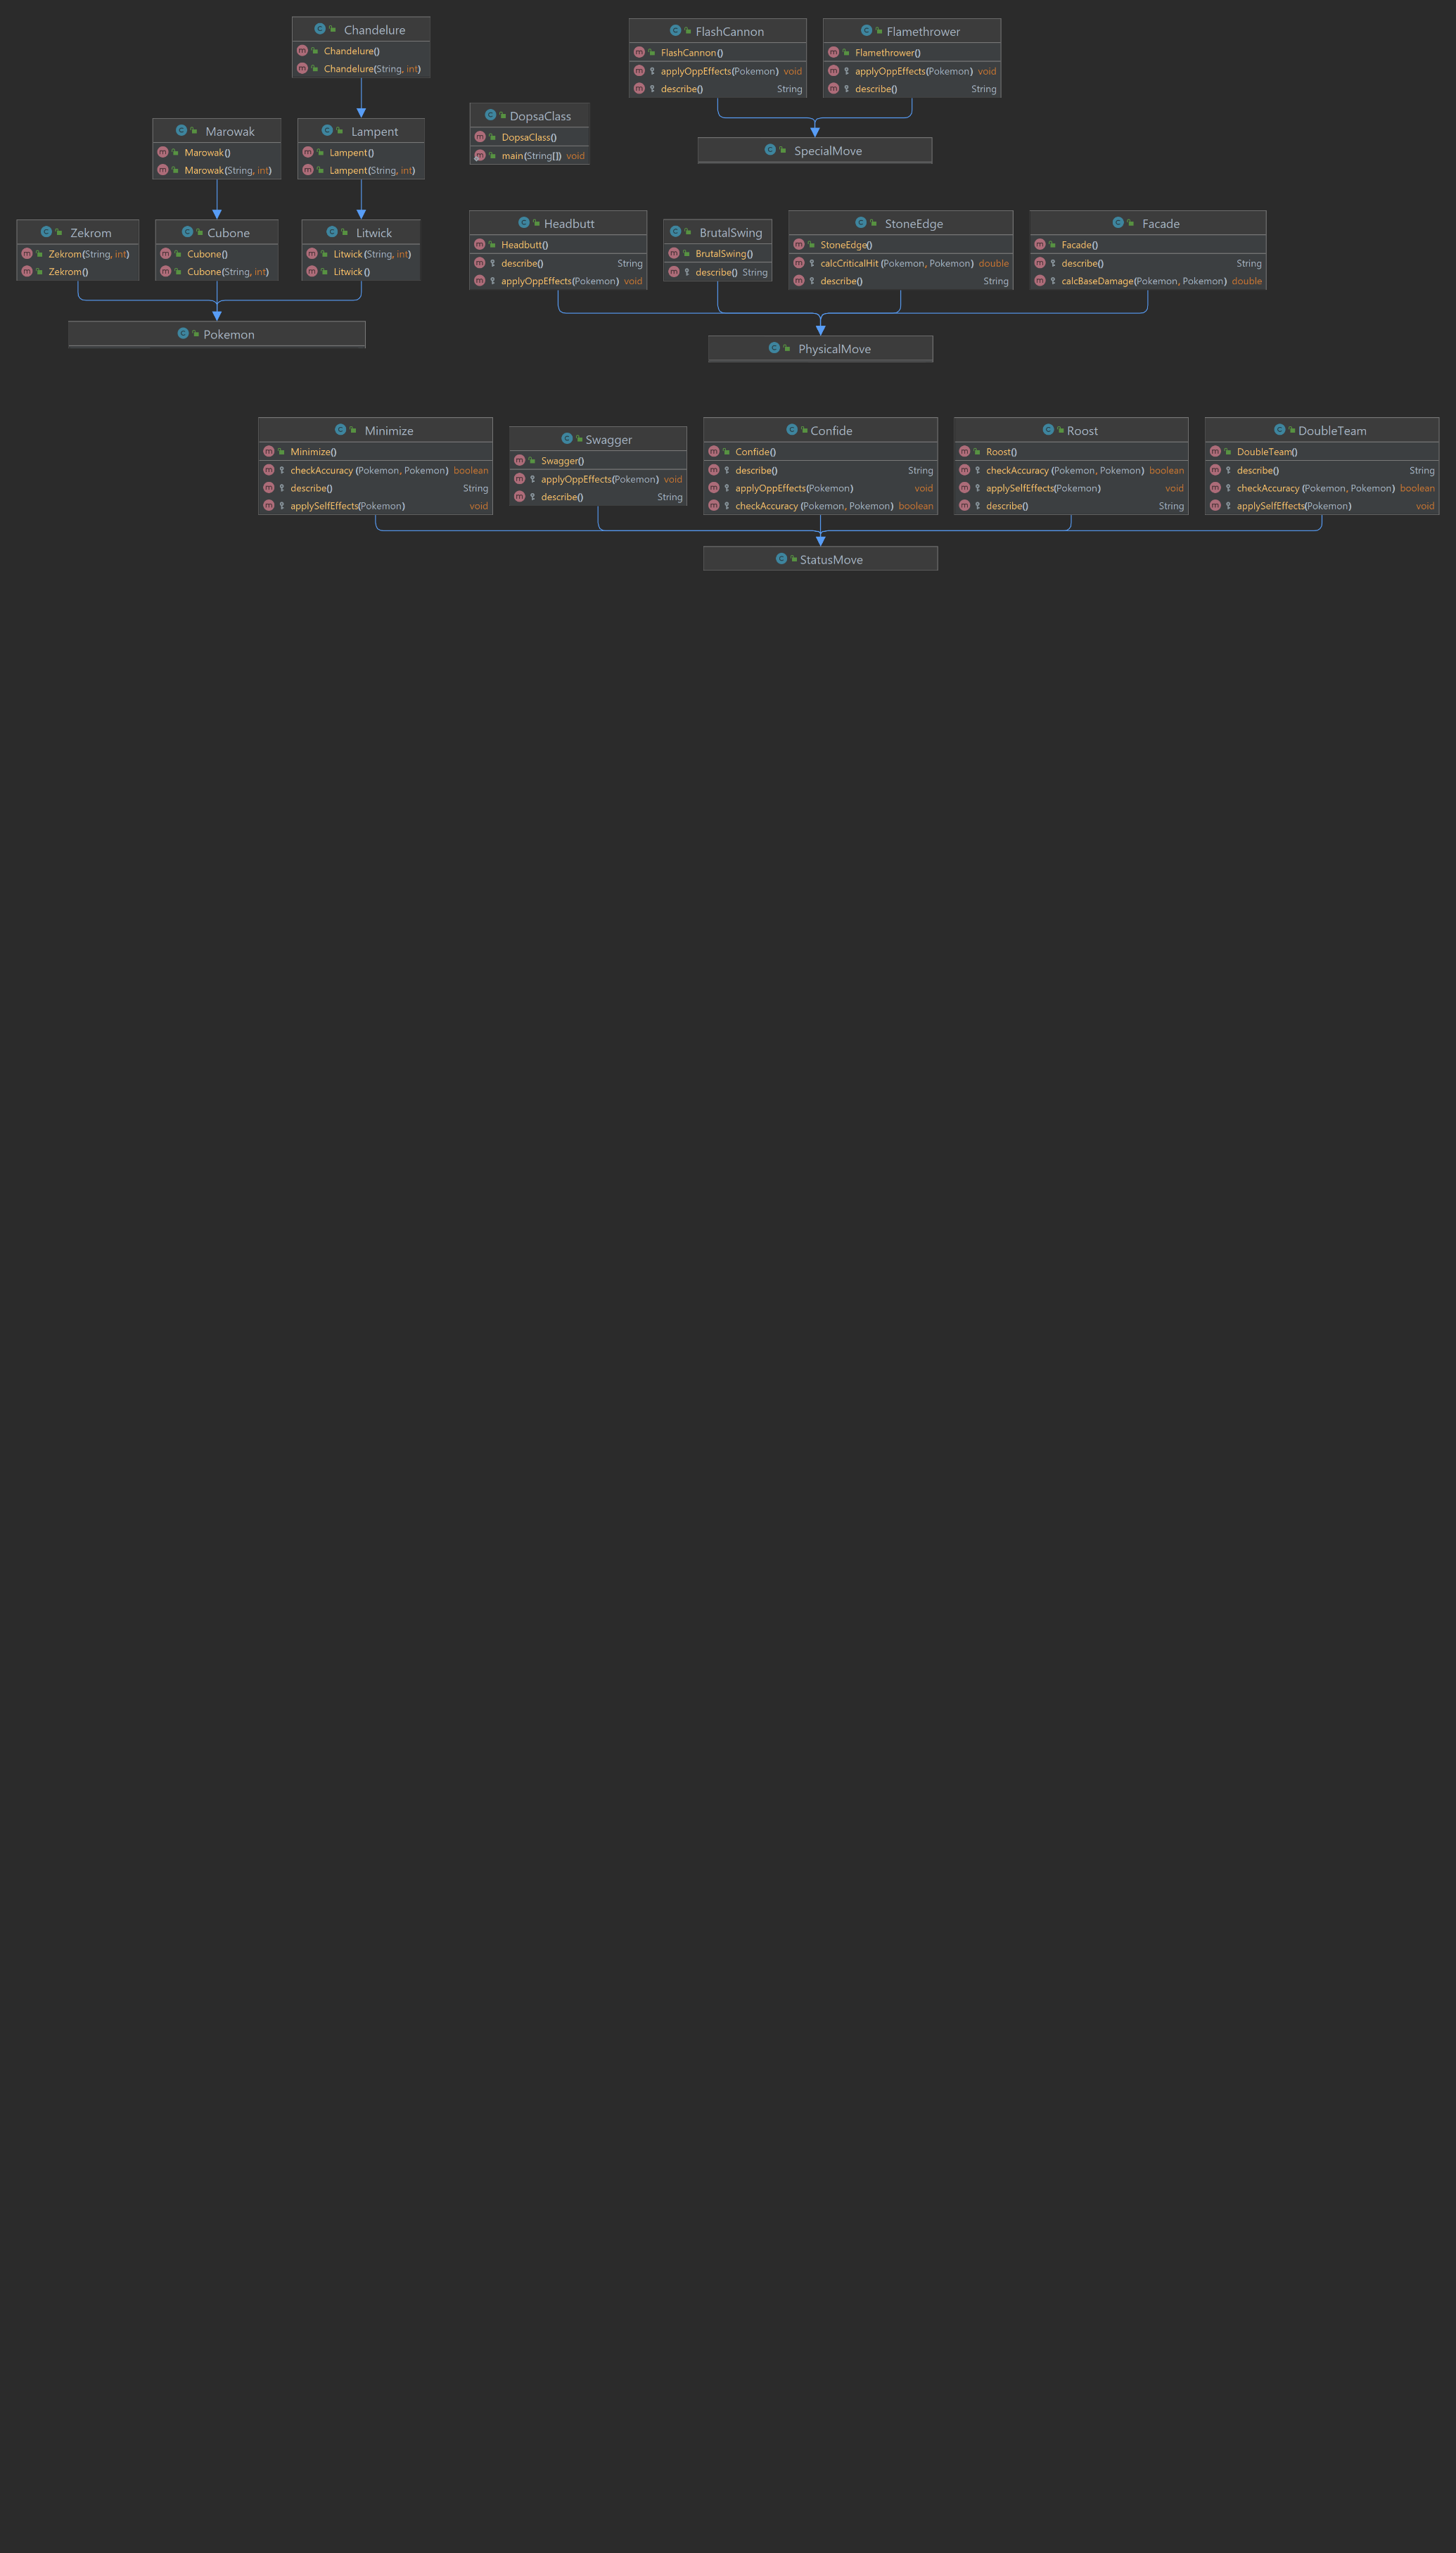 Chandelure
Chandelure()
Chandelure(String, int)
Marowak
Marowak()
Marowak(String, int)
Lampent
Lampent()
Lampent(String, int)
Zekrom
Zekrom(String, int)
Zekrom()
Cubone
Cubone()
Cubone(String, int)
Litwick
Litwick(String, int)
Litwick()
Pokemon
DopsaClass
DopsaClass()
main(String[]) void
FlashCannon
FlashCannon()
applyOppEffects(Pokemon) void
describe() String
Flamethrower
Flamethrower()
applyOppEffects(Pokemon) void
describe() String
SpecialMove
Headbutt
Headbutt()
describe() String
applyOppEffects(Pokemon) void
BrutalSwing
BrutalSwing()
describe() String
StoneEdge
StoneEdge()
calcCriticalHit(Pokemon, Pokemon) double
describe() String
Facade
Facade()
describe() String
calcBaseDamage(Pokemon, Pokemon) double
PhysicalMove
Minimize
Minimize()
checkAccuracy(Pokemon, Pokemon) boolean
describe() String
applySelfEffects(Pokemon) void
Swagger
Swagger()
applyOppEffects(Pokemon) void
describe() String
Confide
Confide()
describe() String
applyOppEffects(Pokemon) void
checkAccuracy(Pokemon, Pokemon) boolean
Roost
Roost()
checkAccuracy(Pokemon, Pokemon) boolean
applySelfEffects(Pokemon) void
describe() String
DoubleTeam
DoubleTeam()
describe() String
checkAccuracy(Pokemon, Pokemon) boolean
applySelfEffects(Pokemon) void
StatusMove